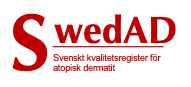 SwedAD
Svenskt kvalitetsregister för
atopisk dermatit